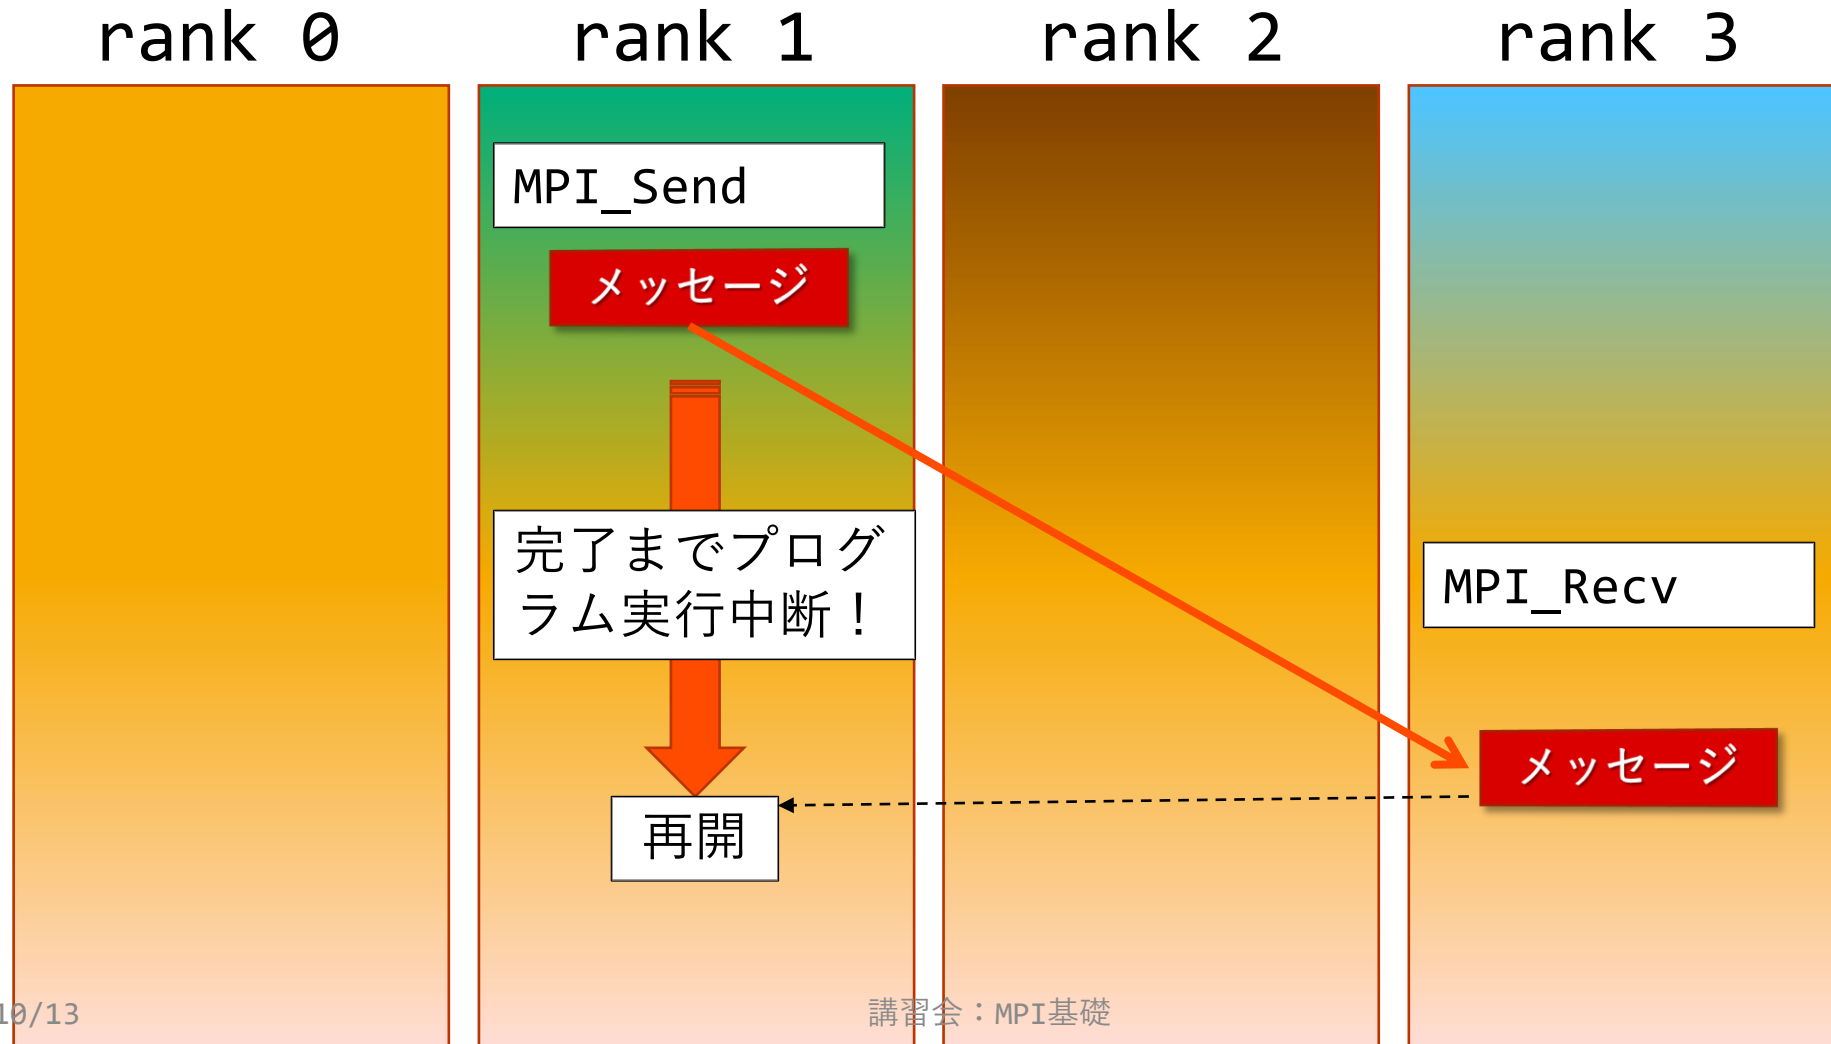 rank 0
rank 1
rank 2
rank 3
MPI_Send
メッセージ
完了までプログ
ラム実行中断！
MPI_Recv
メッセージ
再開
10/13
講習会：MPI基礎